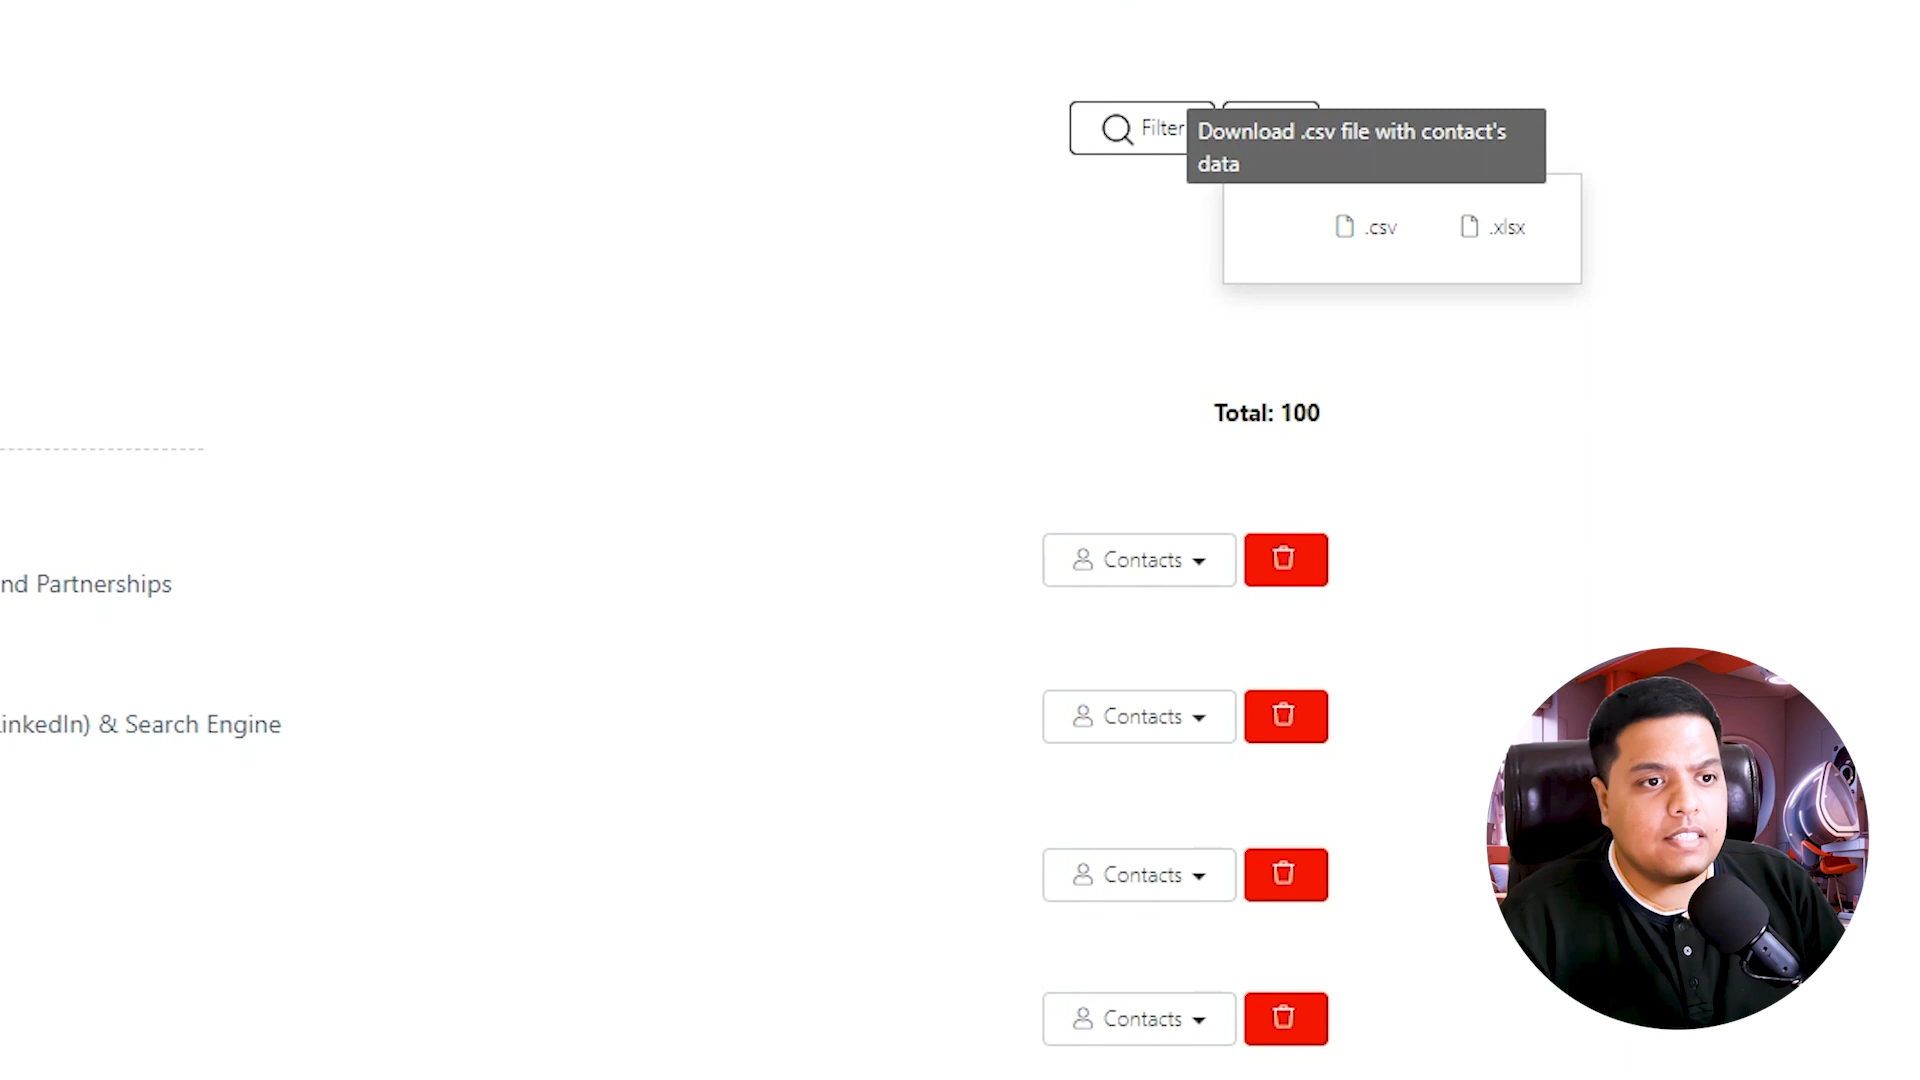 Filter
Download .csv file with contact's
data
.csv .xlsx
Total: 100
Contacts
nd Partnerships
Contacts
LinkedIn) & Search Engine
Contacts
Contacts